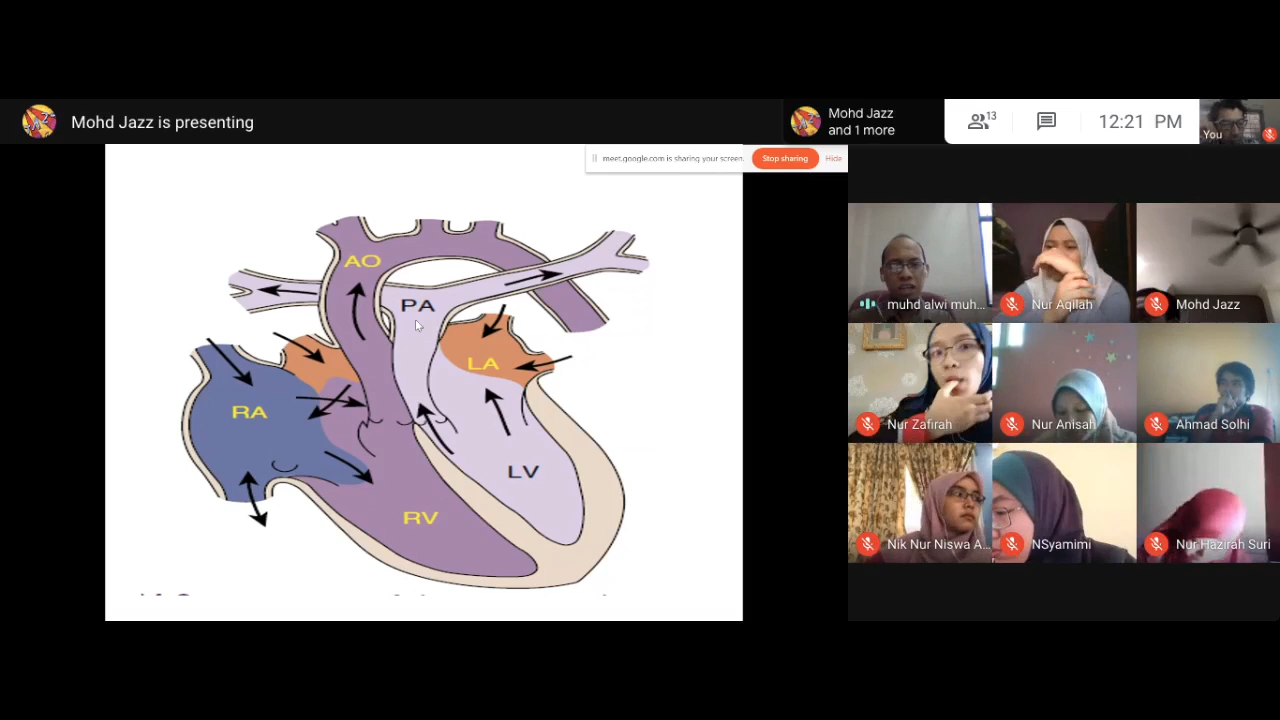 Mohd Jazz is presenting
Mohd Jazz
and 1 more
13
12:21 PM
You
meet.google.com is sharing your screen.
Stop sharing
Hide
AO
PA
LA
RA
LV
RV
muhd alwi muh...
Nur Aqilah
Mohd Jazz
Nur Zafirah
Nur Anisah
Ahmad Solhi
Nik Nur Niswa A...
NSyamimi
Nur Hazirah Suri